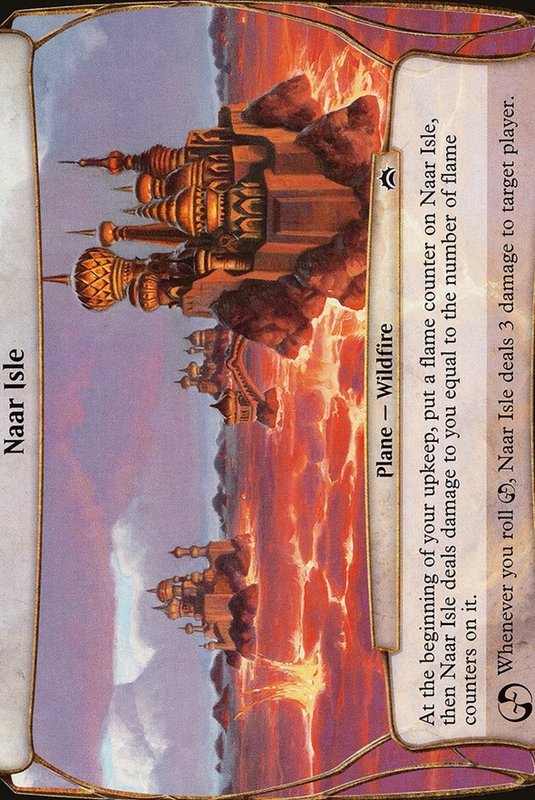 Naar Isle
Plane — Wildfire
At the beginning of your upkeep, put a flame counter on Naar Isle,
then Naar Isle deals damage to you equal to the number of flame
counters on it.
Whenever you roll , Naar Isle deals 3 damage to target player.